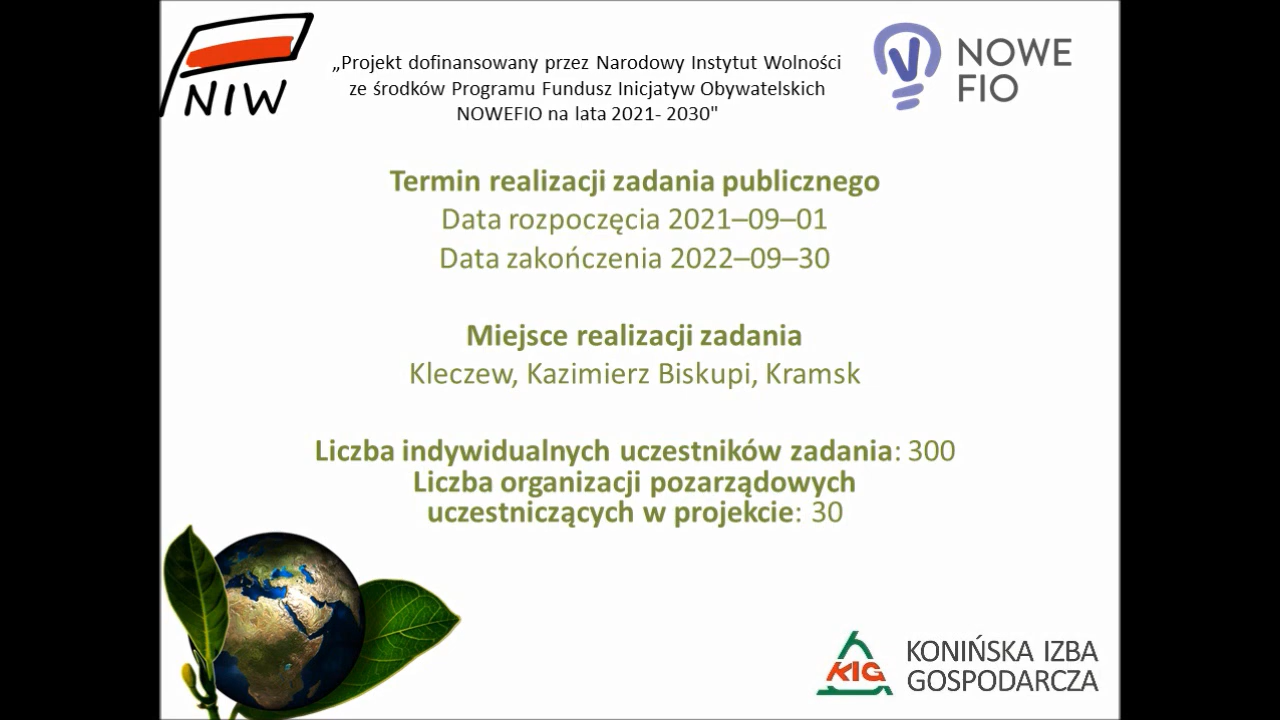 NIW
„Projekt dofinansowany przez Narodowy Instytut Wolności
ze środków Programu Fundusz Inicjatyw Obywatelskich
NOWEFIO na lata 2021- 2030"
NOWE
FIO
Termin realizacji zadania publicznego
Data rozpoczęcia 2021–09–01
Data zakończenia 2022–09–30
Miejsce realizacji zadania
Kleczew, Kazimierz Biskupi, Kramsk
Liczba indywidualnych uczestników zadania: 300
Liczba organizacji pozarządowych
uczestniczących w projekcie: 30
KIG
KONIŃSKA IZBA
GOSPODARCZA